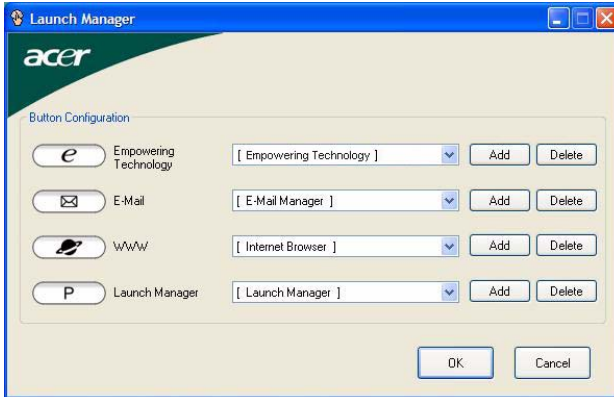 Launch Manager
acer
Button Configuration
e Empowering Technology [ Empowering Technology ] Add Delete
E-Mail [ E-Mail Manager ] Add Delete
WWW [ Internet Browser ] Add Delete
P Launch Manager [ Launch Manager ] Add Delete
OK Cancel